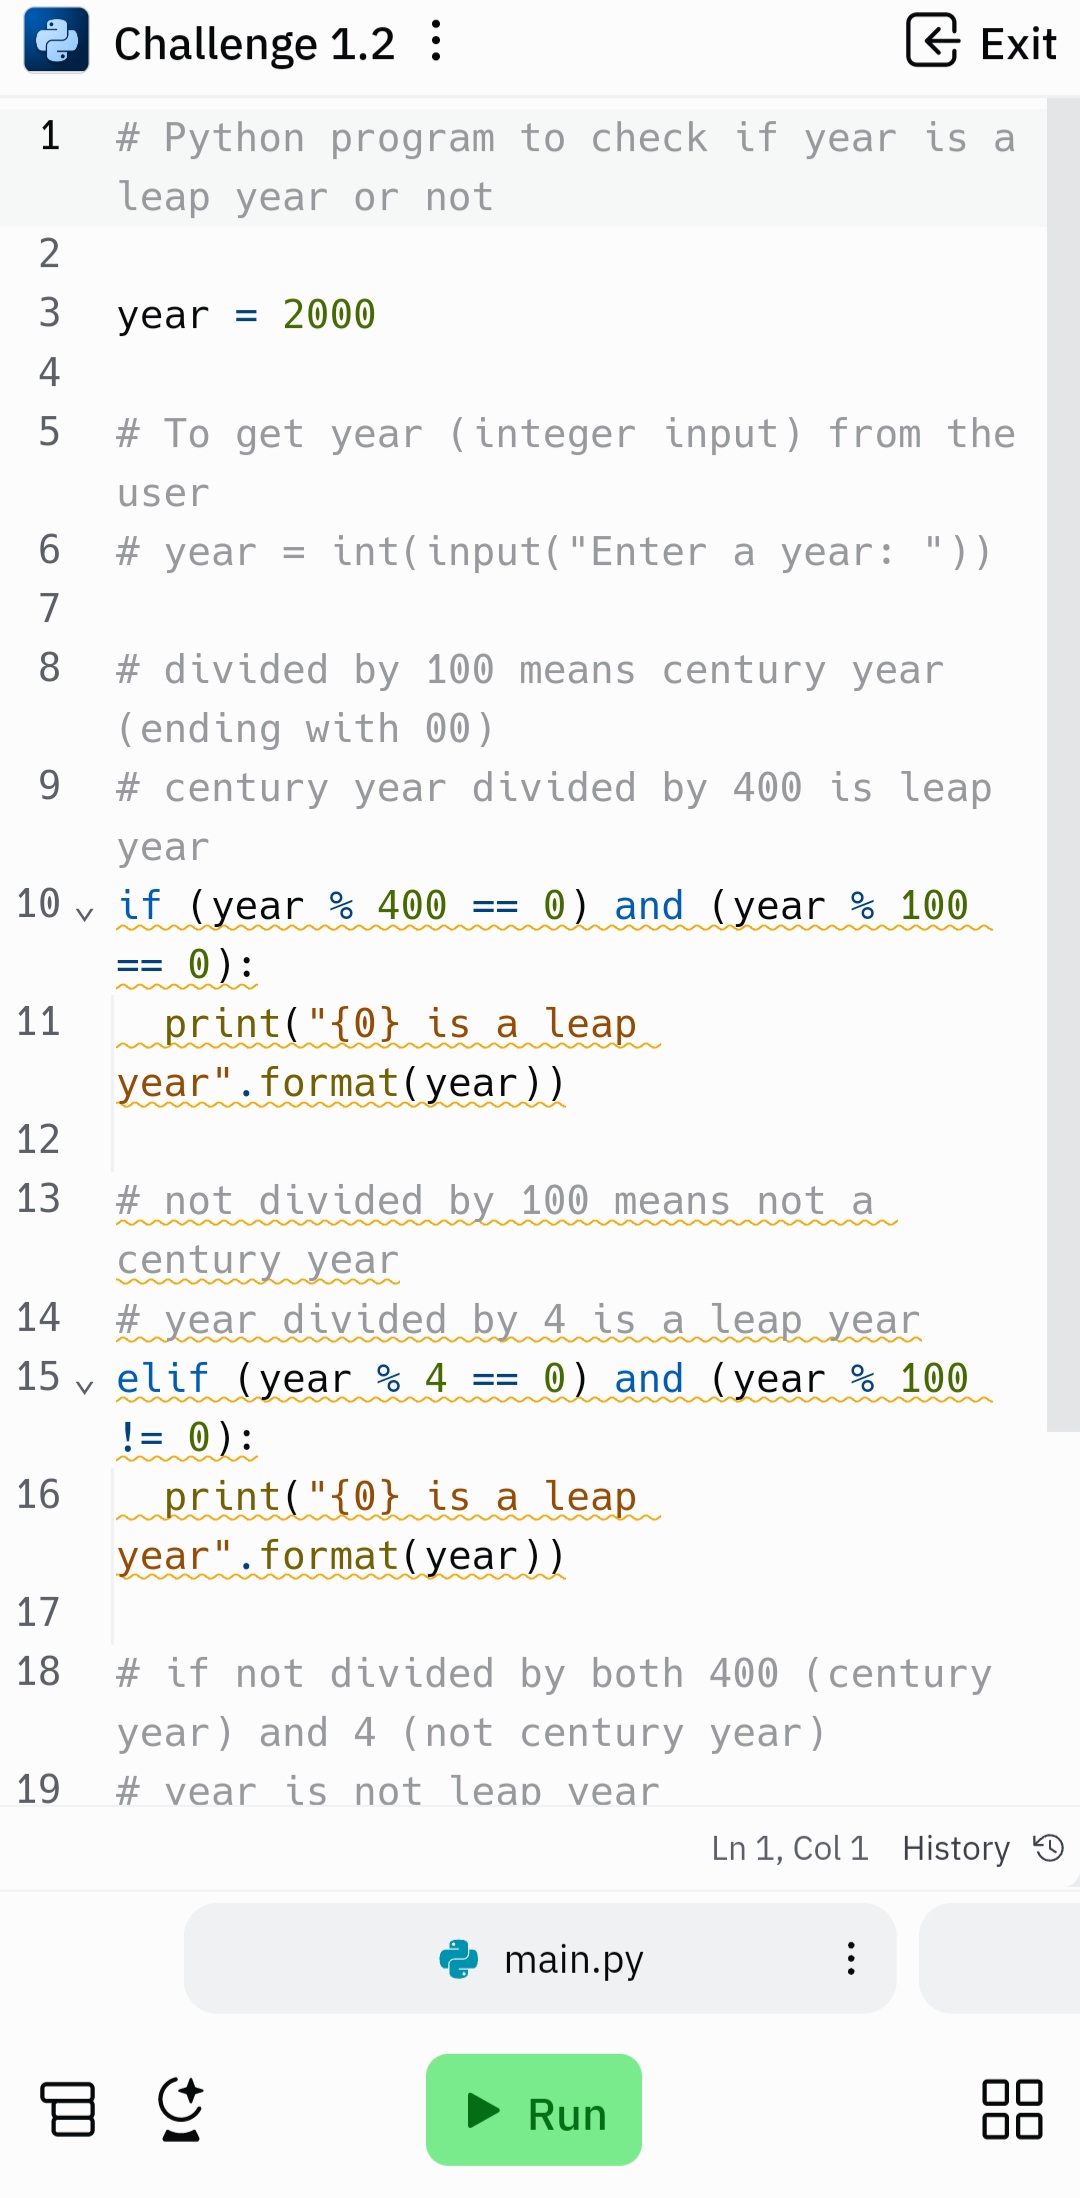 Challenge 1.2
Exit
1 # Python program to check if year is a
leap year or not
2
3 year = 2000
4
5 # To get year (integer input) from the
user
6 # year = int(input("Enter a year: "))
7
8 # divided by 100 means century year
(ending with 00)
9 # century year divided by 400 is leap
year
10 if (year % 400 == 0) and (year % 100
== 0):
11   print("{0} is a leap
year".format(year))
12
13 # not divided by 100 means not a
century year
14 # year divided by 4 is a leap year
15 elif (year % 4 == 0) and (year % 100
!= 0):
16   print("{0} is a leap
year".format(year))
17
18 # if not divided by both 400 (century
year) and 4 (not century year)
19 # year is not leap year
Ln 1, Col 1 History
main.py
Run